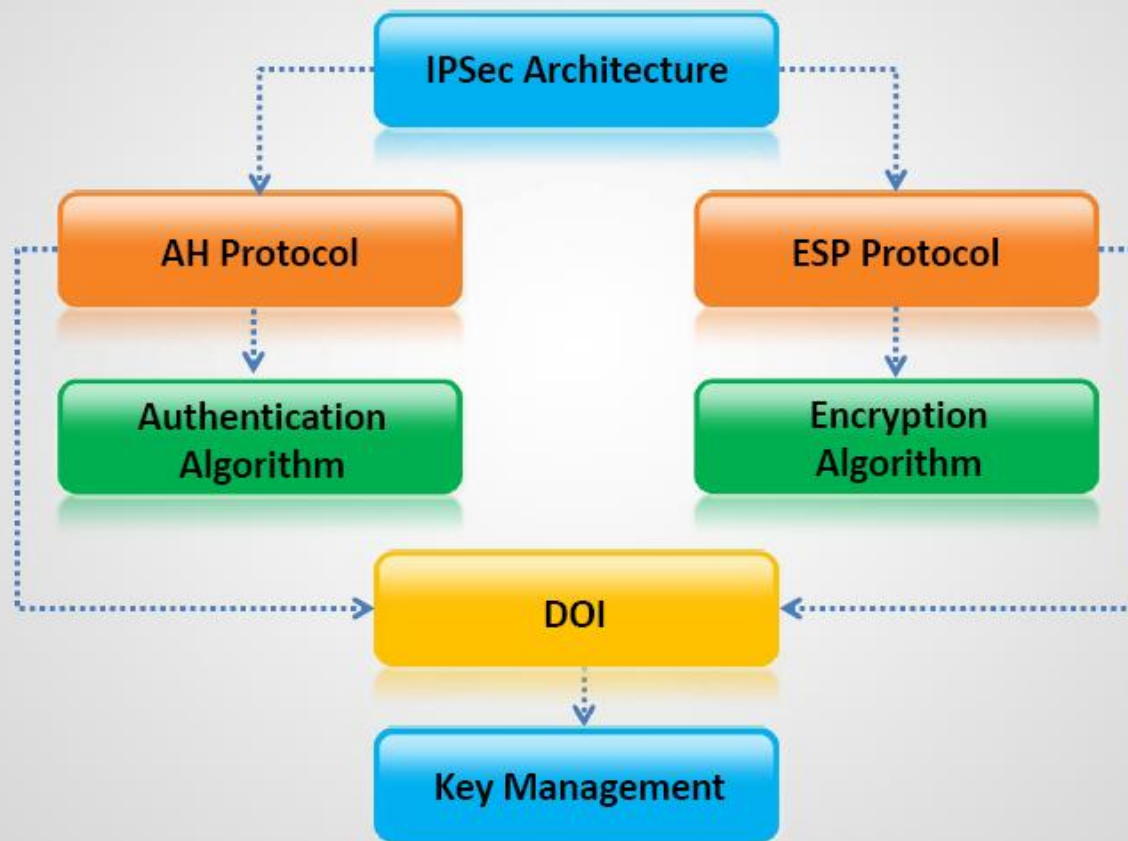 IPSec Architecture
AH Protocol
ESP Protocol
Authentication
Algorithm
Encryption
Algorithm
DOI
Key Management